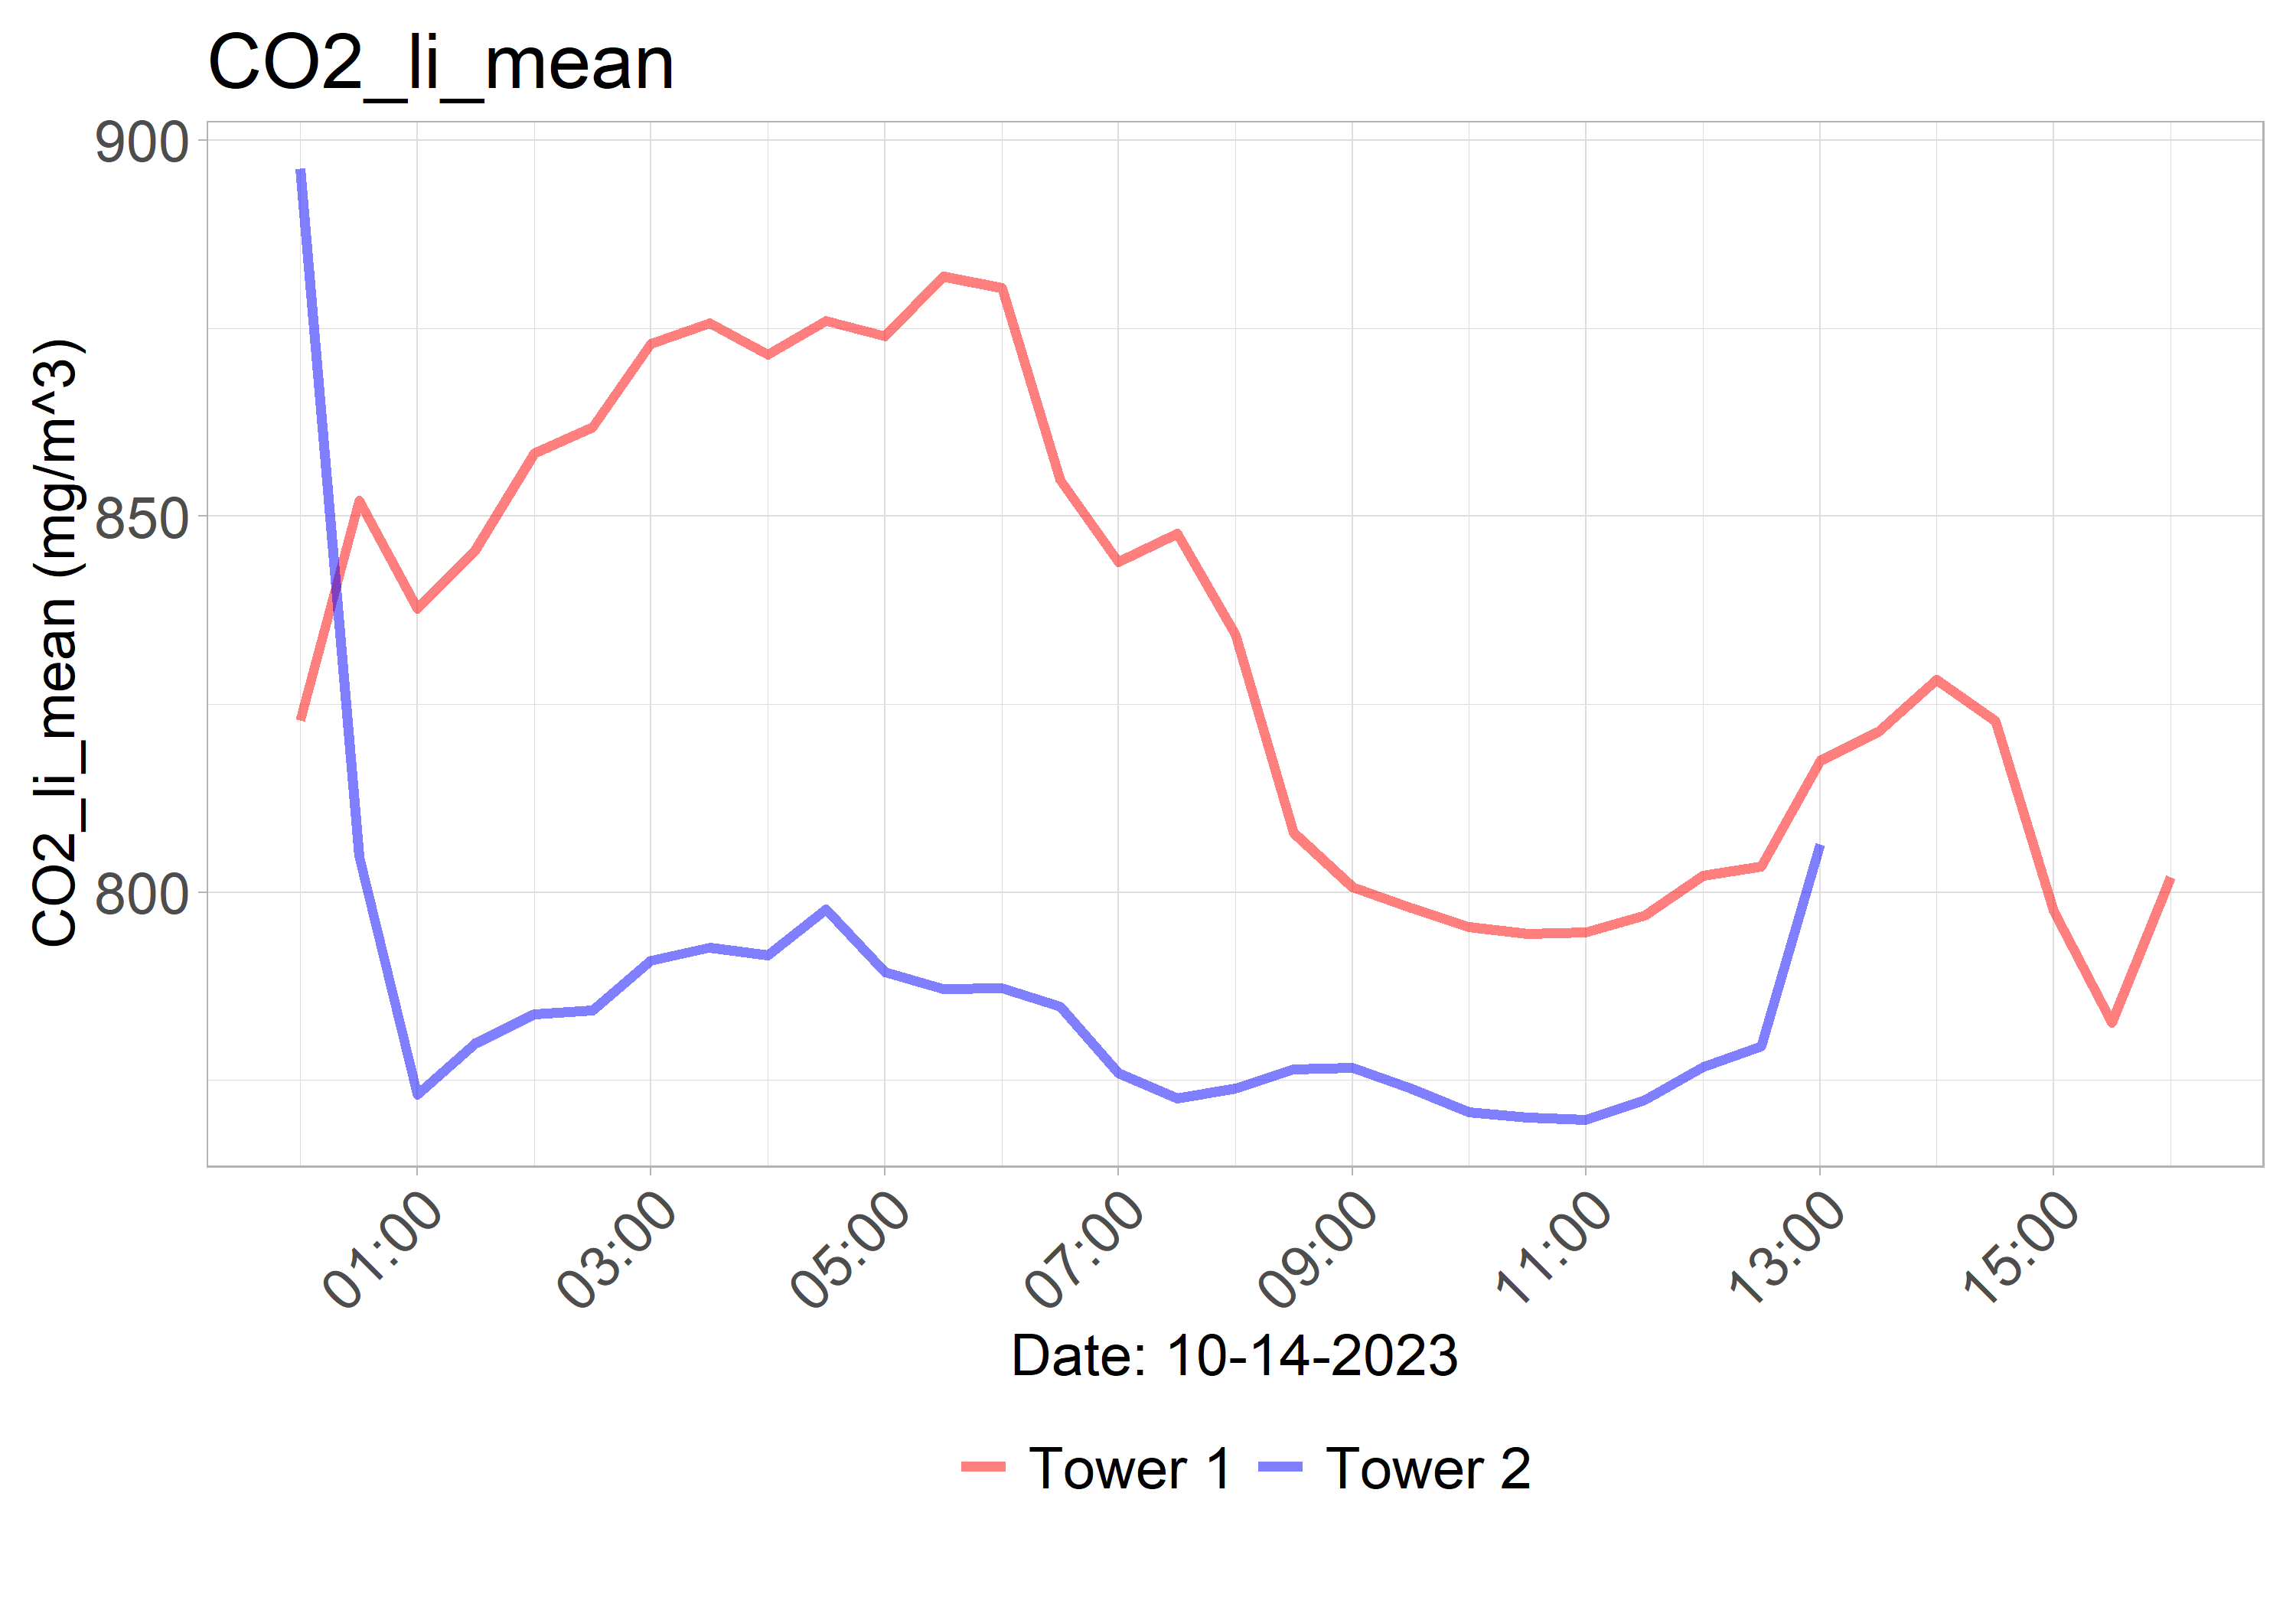 CO2_li_mean
CO2_li_mean (mg/m^3)
900
850
800
01:00 03:00 05:00 07:00 09:00 11:00 13:00 15:00
Date: 10-14-2023
Tower 1 Tower 2